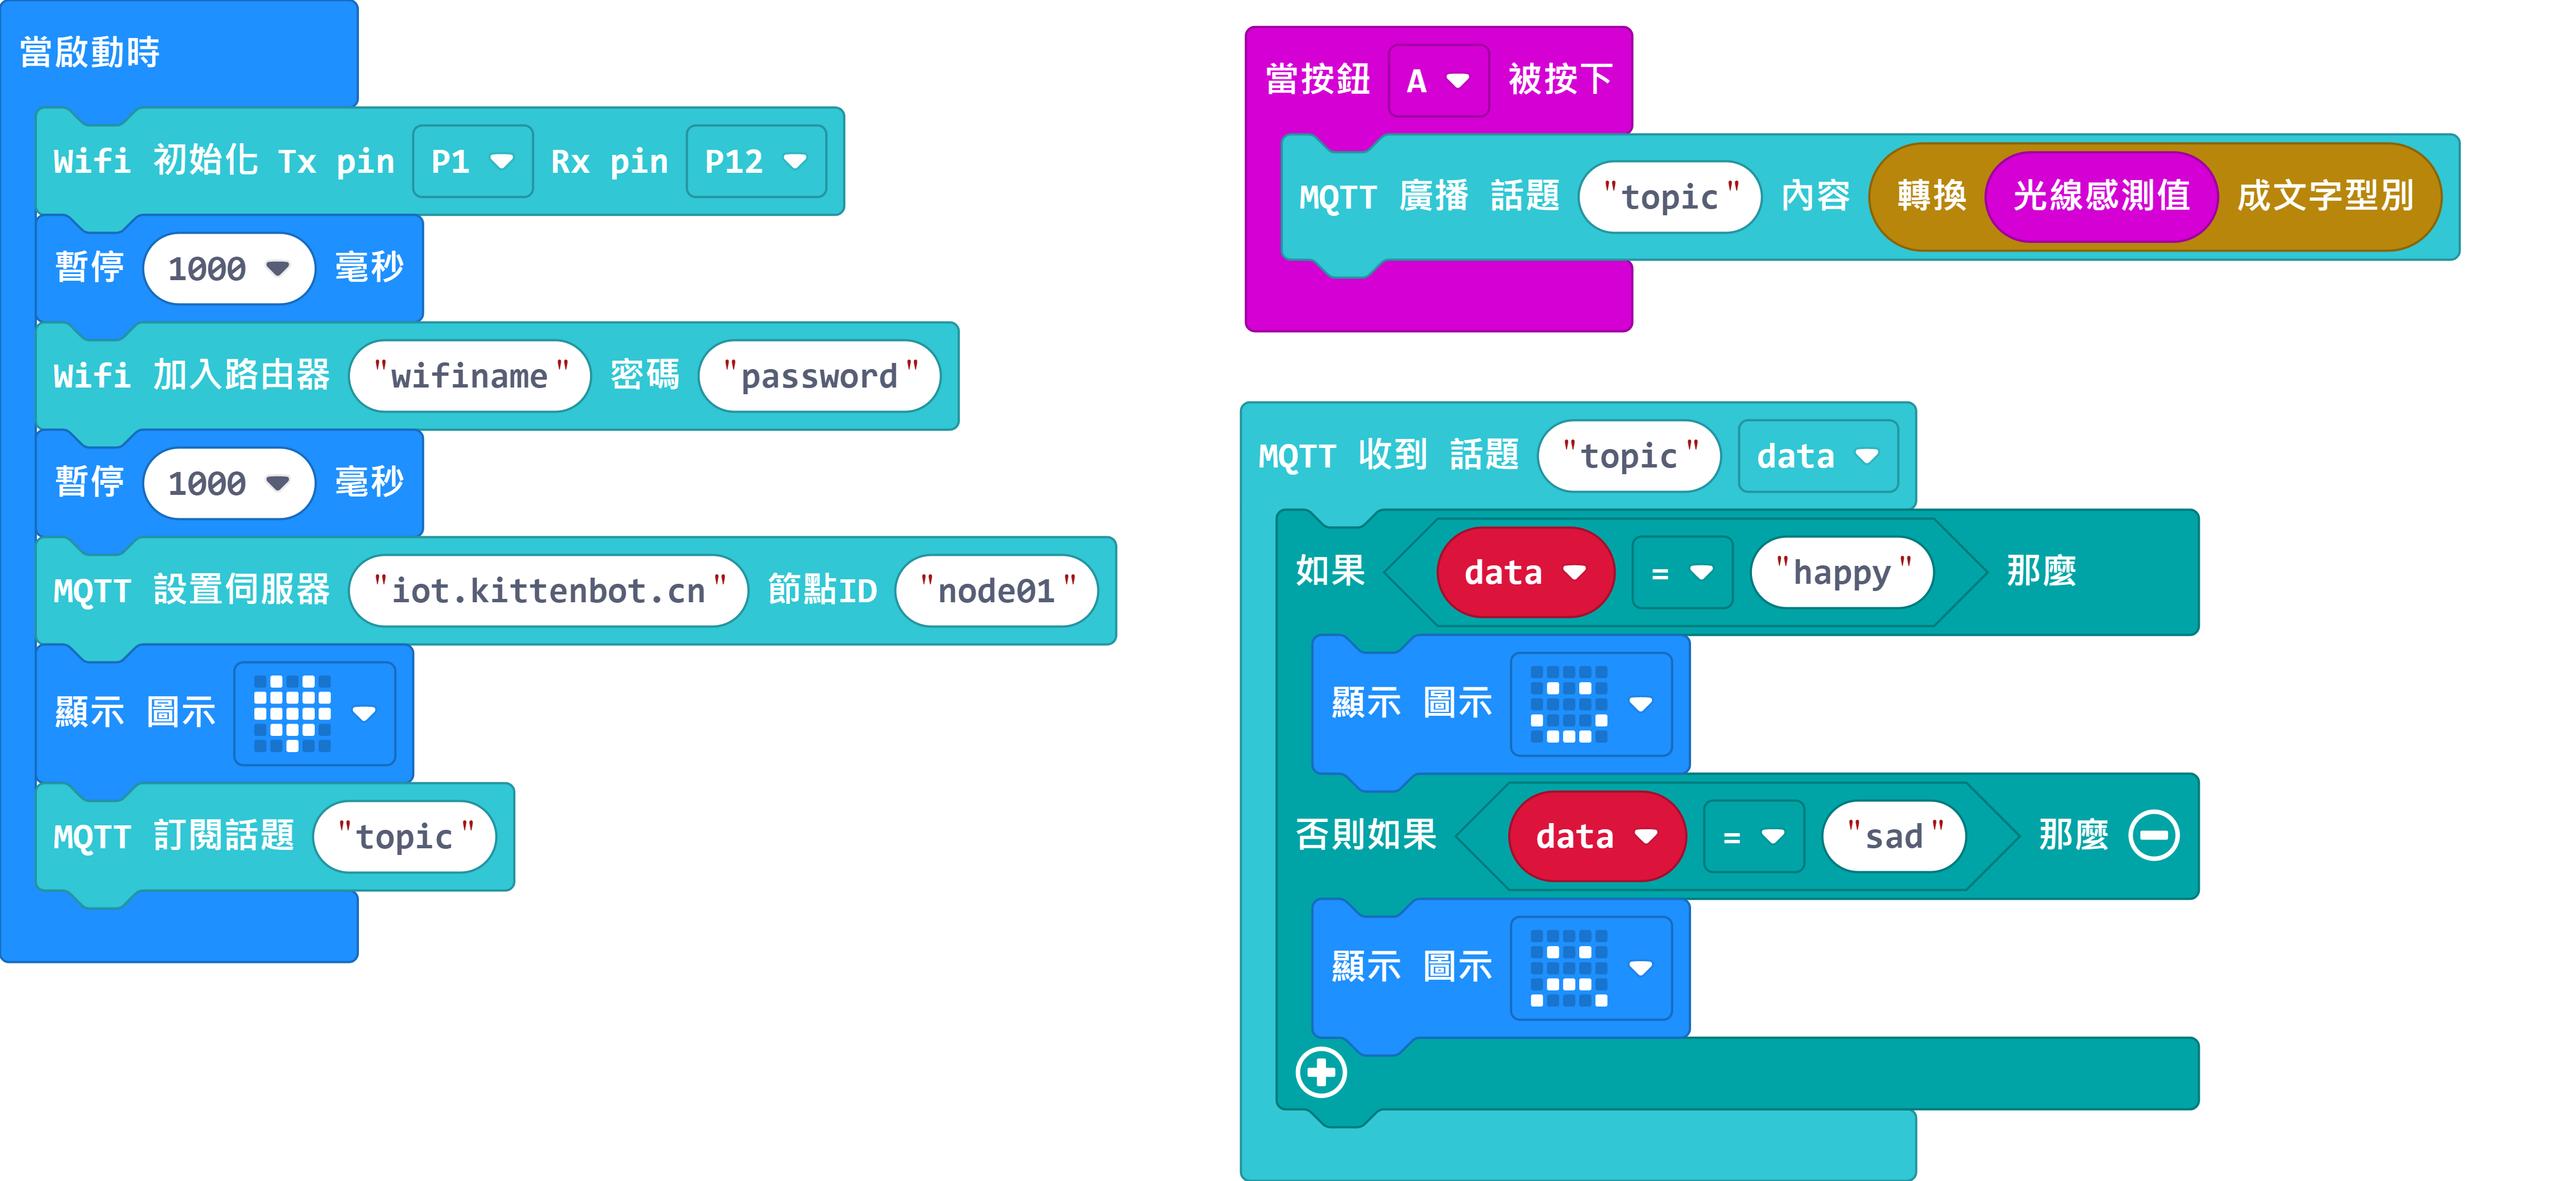 當啟動時
Wifi 初始化 Tx pin P1 Rx pin P12
暫停 1000 毫秒
Wifi 加入路由器 "wifiname" 密碼 "password"
暫停 1000 毫秒
MQTT 設置伺服器 "iot.kittenbot.cn" 節點ID "node01"
顯示 圖示
MQTT 訂閱話題 "topic"
當按鈕 A 被按下
MQTT 廣播 話題 "topic" 內容 轉換 光線感測值 成文字型別
MQTT 收到 話題 "topic" data
如果 data = "happy" 那麼
顯示 圖示
否則如果 data = "sad" 那麼
顯示 圖示